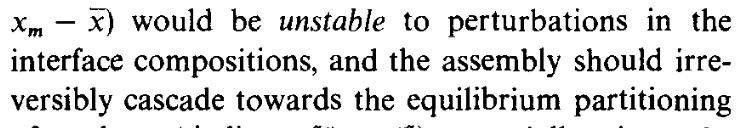 xₘ − x̄) would be unstable to perturbations in the
interface compositions, and the assembly should irre-
versibly cascade towards the equilibrium partitioning